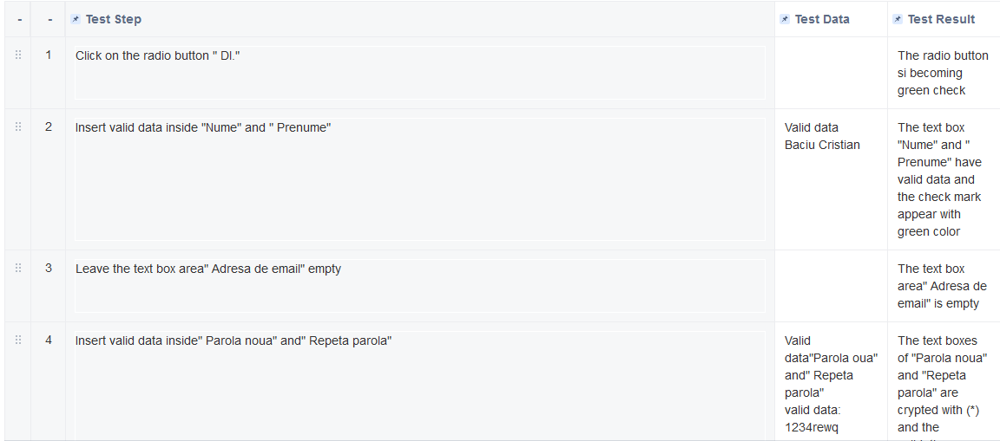 - - Test Step Test Data Test Result
1 Click on the radio button " Dl." The radio button
si becoming
green check
2 Insert valid data inside "Nume" and " Prenume" Valid data The text box
Baciu Cristian "Nume" and "
Prenume" have
valid data and
the check mark
appear with
green color
3 Leave the text box area" Adresa de email" empty The text box
area" Adresa de
email" is empty
4 Insert valid data inside" Parola noua" and" Repeta parola" Valid The text boxes
data"Parola oua" of "Parola noua"
and" Repeta and "Repeta
parola" parola" are
valid data: crypted with (*)
1234rewq and the